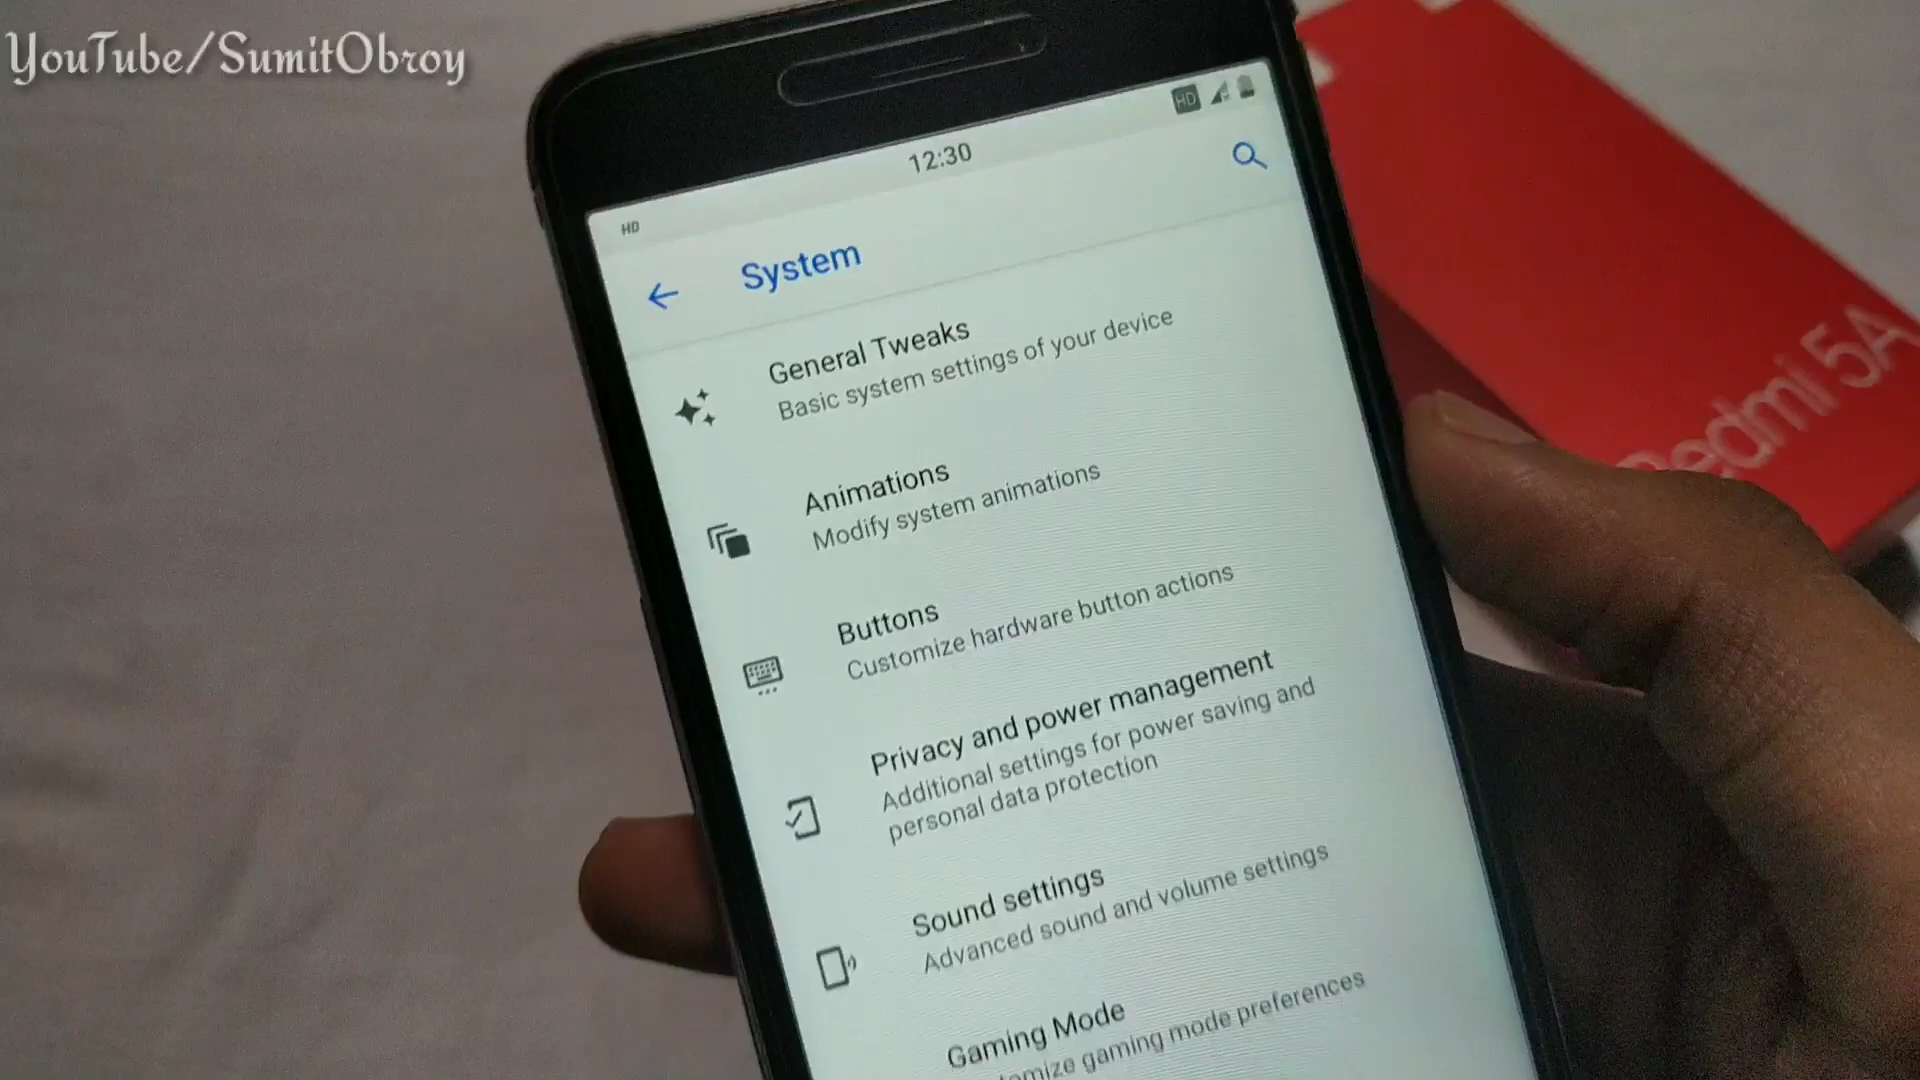 YouTube/SumitObroy
HD
12:30
HD
System
General Tweaks
Basic system settings of your device
Animations
Modify system animations
Buttons
Customize hardware button actions
Privacy and power management
Additional settings for power saving and
personal data protection
Sound settings
Advanced sound and volume settings
Gaming Mode
gaming mode preferences
Redmi 5A